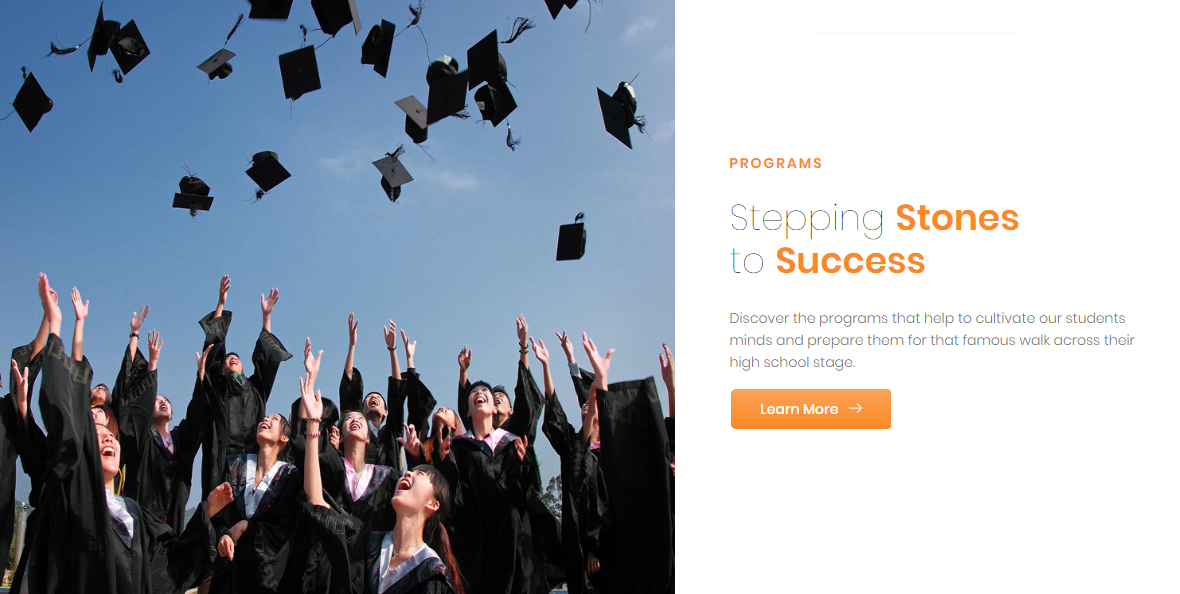 PROGRAMS
Stepping Stones
to Success
Discover the programs that help to cultivate our students
minds and prepare them for that famous walk across their
high school stage.
Learn More →